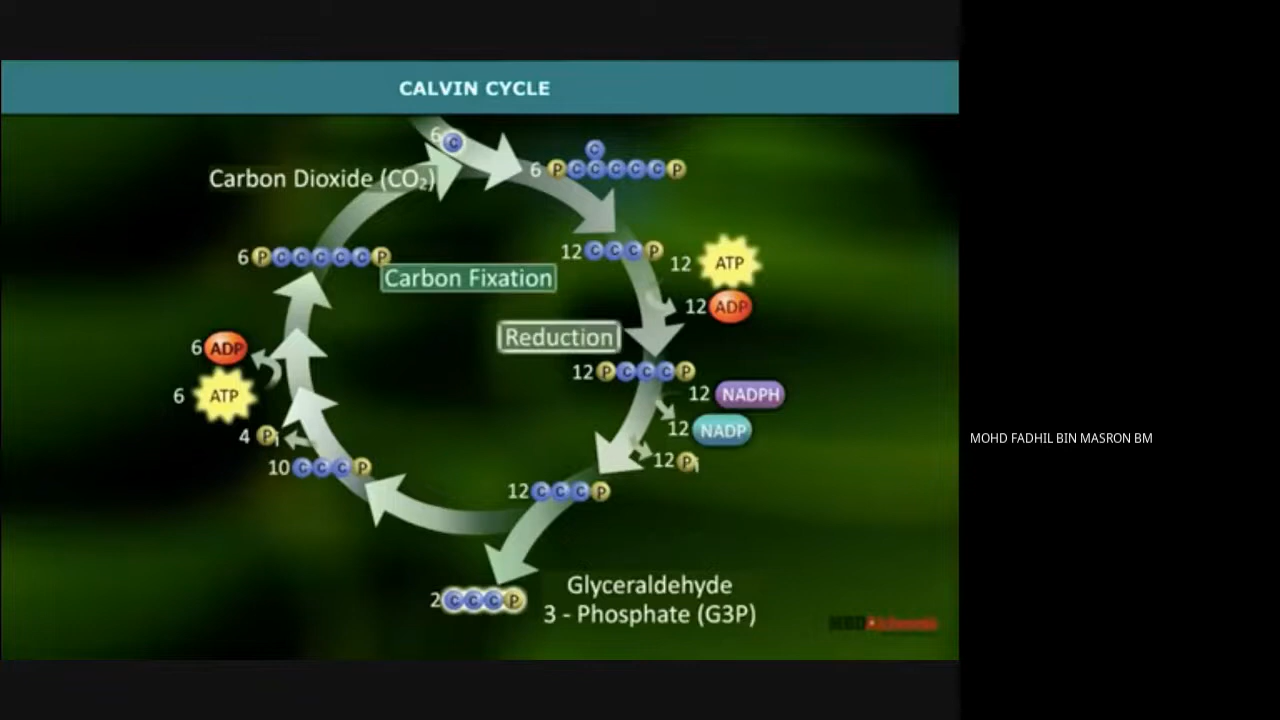 CALVIN CYCLE
6 C
6 P C C C C C P
C
Carbon Dioxide (CO₂)
6 P C C C C C P
12 C C C P
12 ATP
Carbon Fixation
12 ADP
Reduction
6 ADP
12 P C C C P
12 NADPH
6 ATP
12 NADP
4 Pi
12 Pi
10 C C C P
12 C C C P
2 C C C P
Glyceraldehyde
3 - Phosphate (G3P)
MOHD FADHIL BIN MASRON BM